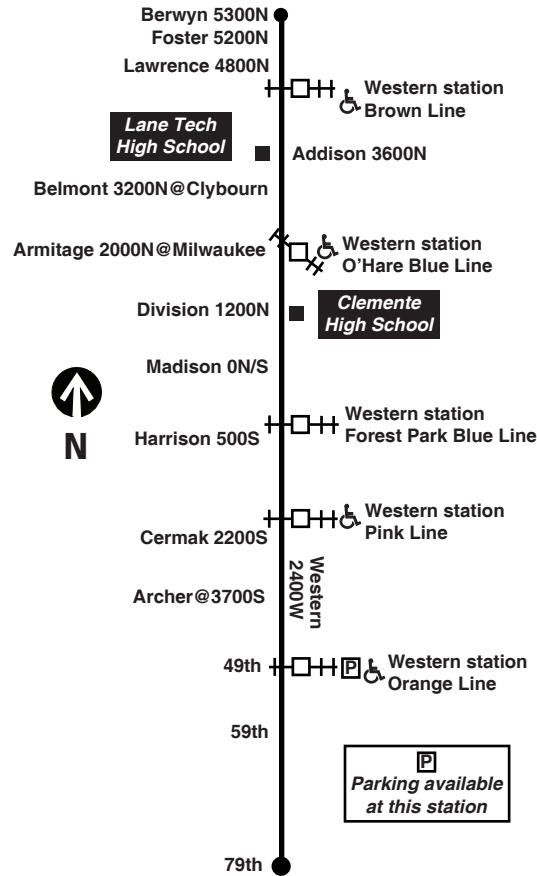 Berwyn 5300N
Foster 5200N
Lawrence 4800N
Western station
Brown Line
Lane Tech
High School
Addison 3600N
Belmont 3200N@Clybourn
Armitage 2000N@Milwaukee
Western station
O'Hare Blue Line
Division 1200N
Clemente
High School
Madison 0N/S
N
Western station
Forest Park Blue Line
Harrison 500S
Western station
Pink Line
Cermak 2200S
Western
2400W
Archer@3700S
49th
P
Western station
Orange Line
59th
P
Parking available
at this station
79th